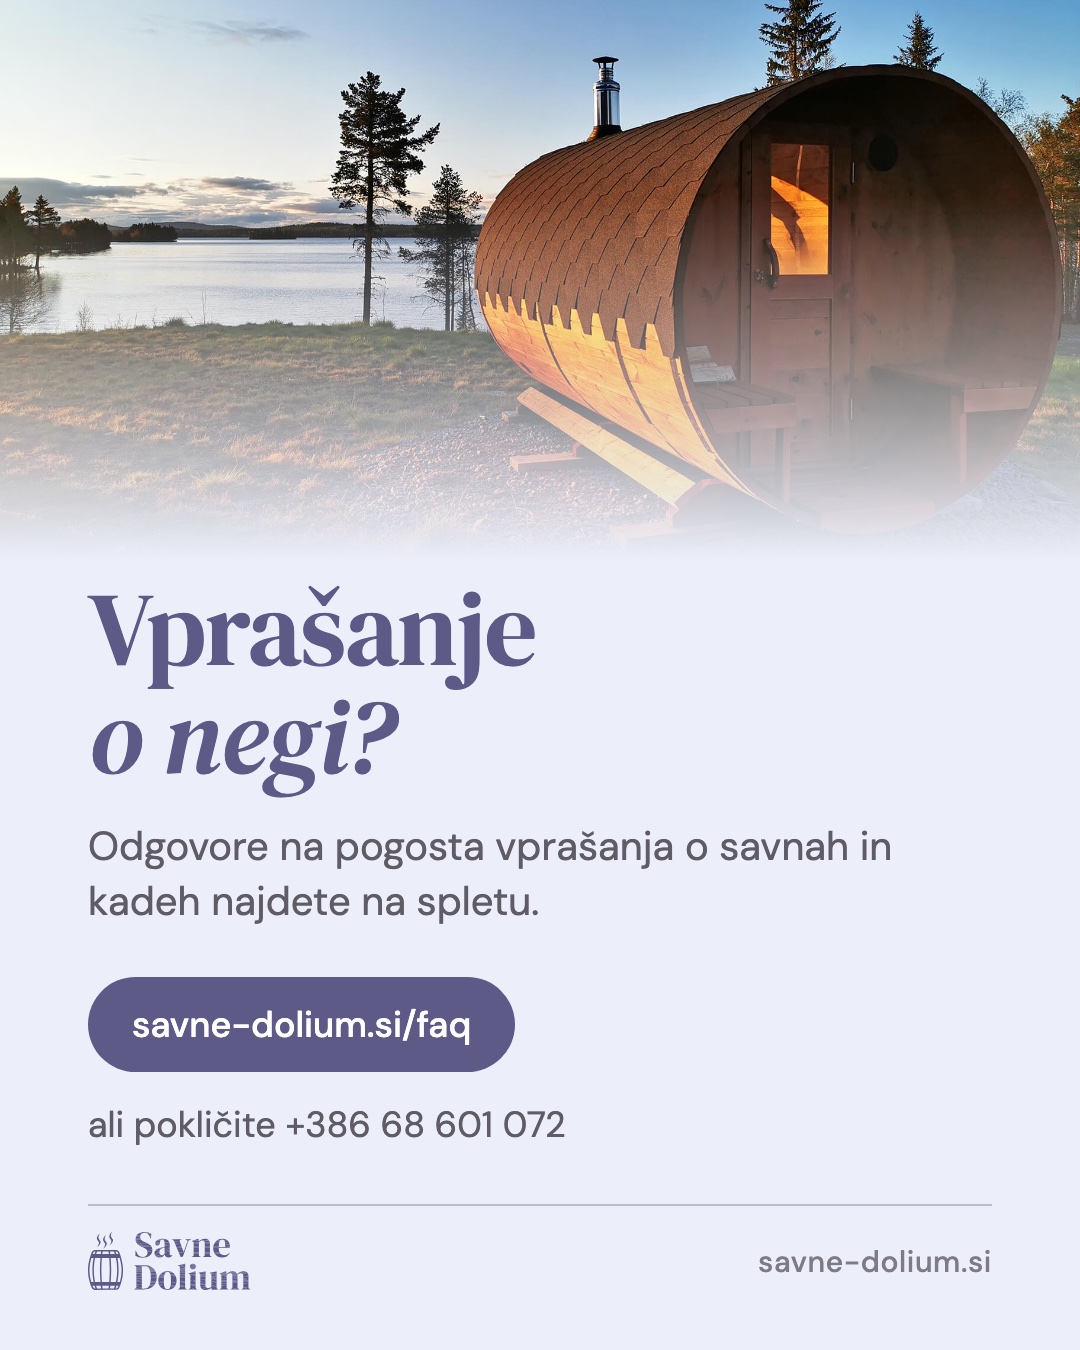 Vprašanje
o negi?
Odgovore na pogosta vprašanja o savnah in
kadeh najdete na spletu.
savne-dolium.si/faq
ali pokličite +386 68 601 072
Savne
Dolium
savne-dolium.si